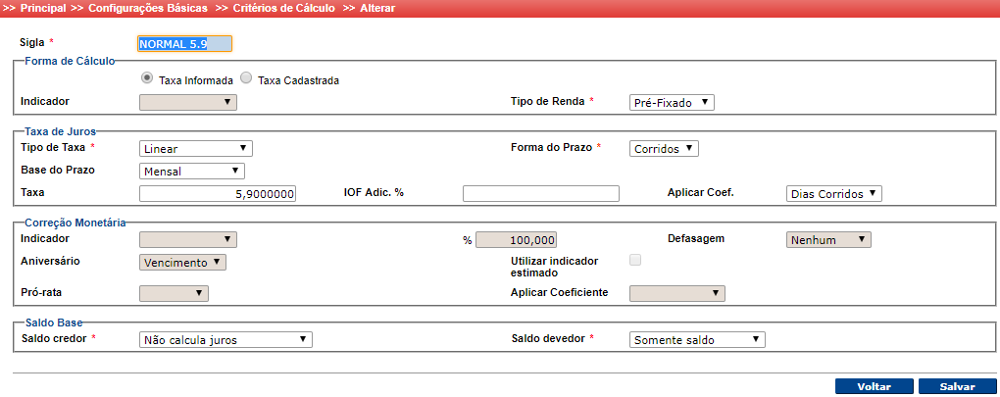 >> Principal >> Configurações Básicas >> Critérios de Cálculo >> Alterar
Sigla * NORMAL 5.9
Forma de Cálculo
Taxa Informada Taxa Cadastrada
Indicador Tipo de Renda * Pré-Fixado
Taxa de Juros
Tipo de Taxa * Linear Forma do Prazo * Corridos
Base do Prazo Mensal
Taxa 5,9000000 IOF Adic. % Aplicar Coef. Dias Corridos
Correção Monetária
Indicador % 100,000 Defasagem Nenhum
Aniversário Vencimento Utilizar indicador
estimado
Pró-rata Aplicar Coeficiente
Saldo Base
Saldo credor * Não calcula juros Saldo devedor * Somente saldo
Voltar Salvar